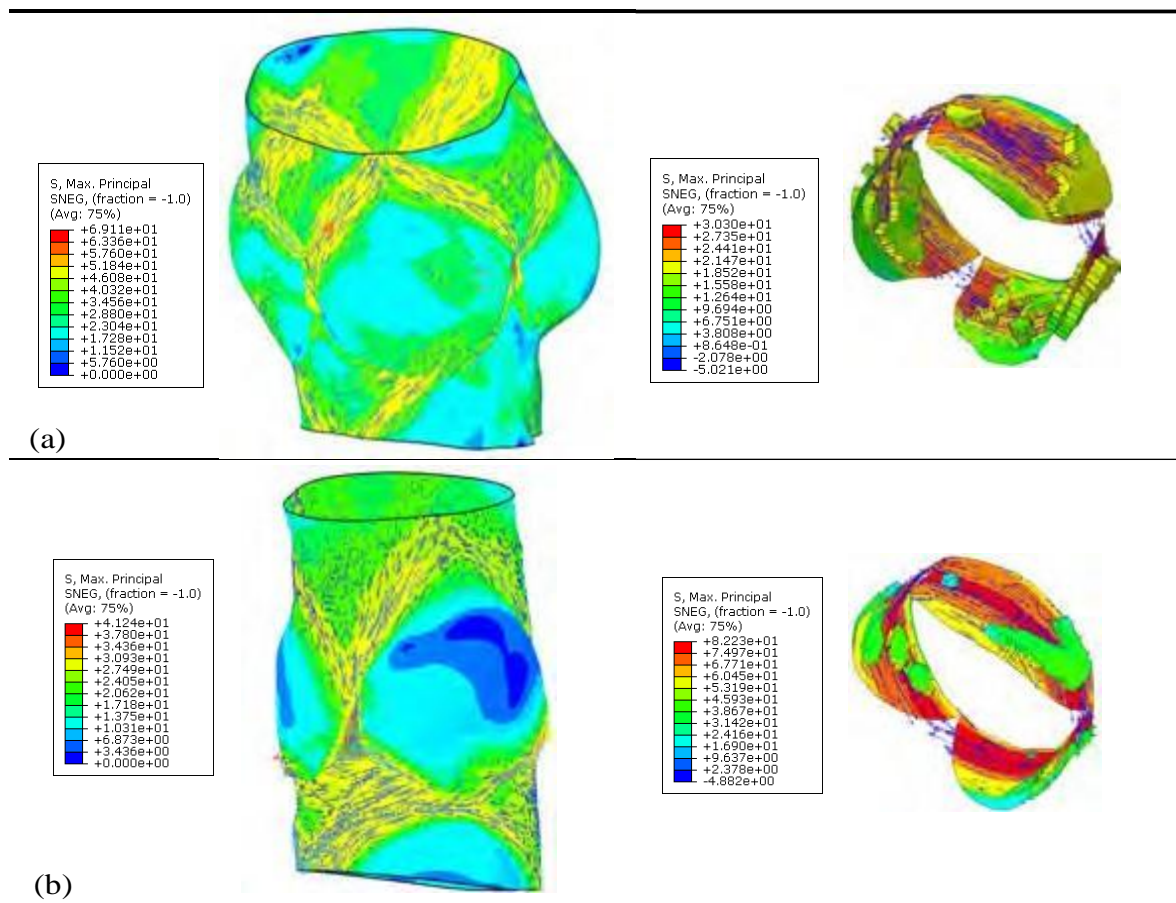 S, Max. Principal
SNEG, (fraction = -1.0)
(Avg: 75%)
+6.911e+01
+6.336e+01
+5.760e+01
+5.184e+01
+4.608e+01
+4.032e+01
+3.456e+01
+2.880e+01
+2.304e+01
+1.728e+01
+1.152e+01
+5.760e+00
+0.000e+00
S, Max. Principal
SNEG, (fraction = -1.0)
(Avg: 75%)
+3.030e+01
+2.735e+01
+2.441e+01
+2.147e+01
+1.852e+01
+1.558e+01
+1.264e+01
+9.694e+00
+6.751e+00
+3.808e+00
+8.648e-01
-2.078e+00
-5.021e+00
(a)
S, Max. Principal
SNEG, (fraction = -1.0)
(Avg: 75%)
+4.124e+01
+3.780e+01
+3.436e+01
+3.093e+01
+2.749e+01
+2.405e+01
+2.062e+01
+1.718e+01
+1.375e+01
+1.031e+01
+6.873e+00
+3.436e+00
+0.000e+00
S, Max. Principal
SNEG, (fraction = -1.0)
(Avg: 75%)
+8.223e+01
+7.497e+01
+6.771e+01
+6.045e+01
+5.319e+01
+4.593e+01
+3.867e+01
+3.142e+01
+2.416e+01
+1.690e+01
+9.637e+00
+2.378e+00
-4.882e+00
(b)